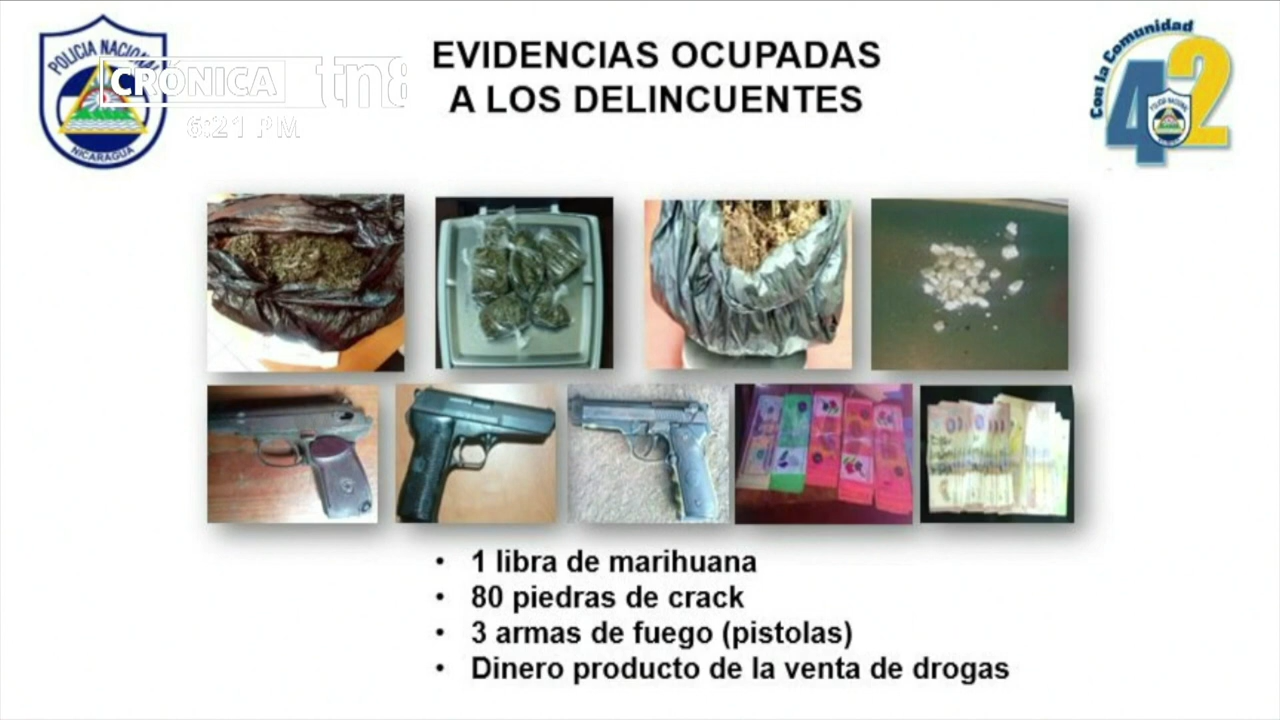 POLICIA NACIONAL
NICARAGUA
CRÓNICA tn8
6:21 PM
EVIDENCIAS OCUPADAS
A LOS DELINCUENTES
Con la Comunidad
42
• 1 libra de marihuana
• 80 piedras de crack
• 3 armas de fuego (pistolas)
• Dinero producto de la venta de drogas